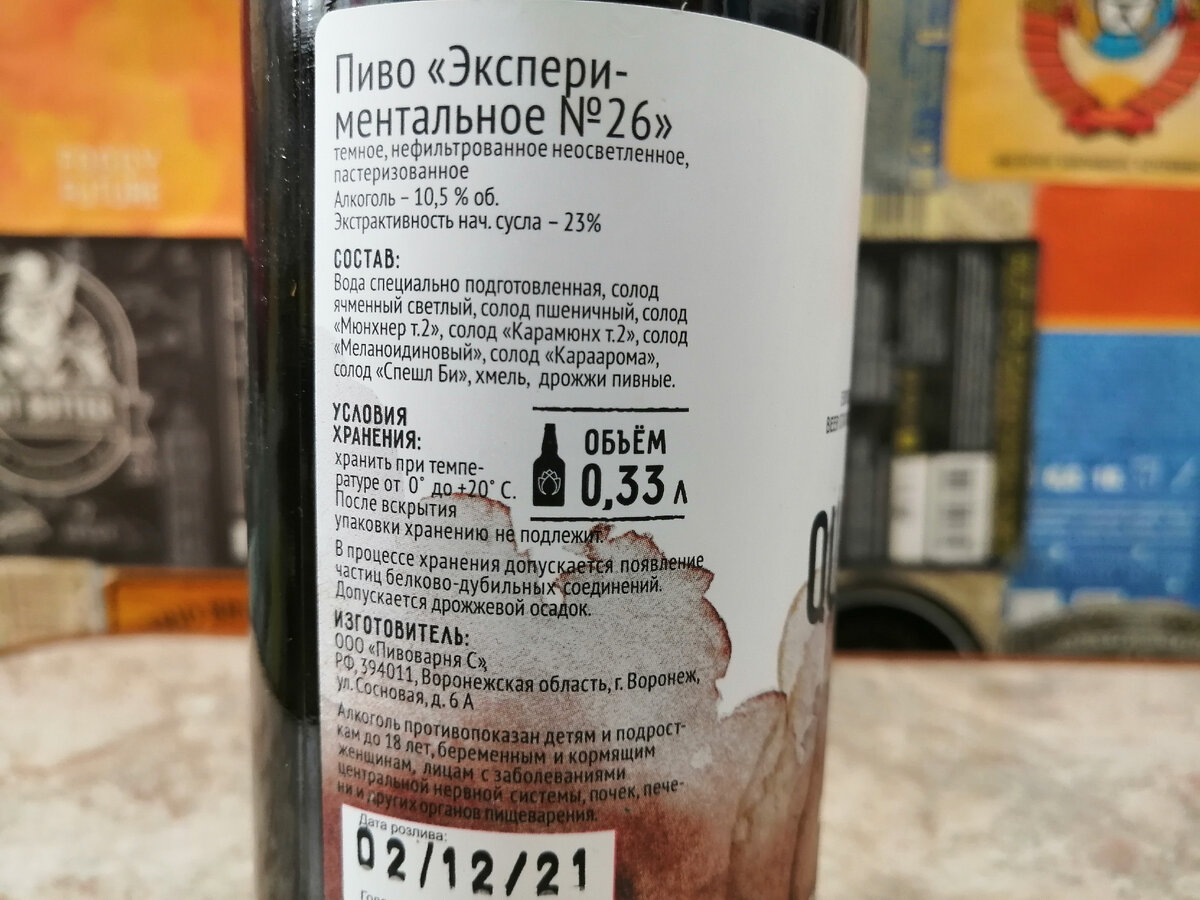 Пиво «Экспери-
ментальное №26»
темное, нефильтрованное неосветленное,
пастеризованное
Алкоголь – 10,5 % об.
Экстрактивность нач. сусла – 23%
СОСТАВ:
Вода специально подготовленная, солод
ячменный светлый, солод пшеничный, солод
«Мюнхнер т.2», солод «Карамюнх т.2», солод
«Меланоидиновый», солод «Караарома»,
солод «Спешл Би», хмель, дрожжи пивные.
УСЛОВИЯ
ХРАНЕНИЯ:
хранить при темпе-
ратуре от 0° до +20° С.
После вскрытия
упаковки хранению не подлежит.
ОБЪЁМ
0,33 л
В процессе хранения допускается появление
частиц белково-дубильных соединений.
Допускается дрожжевой осадок.
ИЗГОТОВИТЕЛЬ:
ООО «Пивоварня С»,
РФ, 394011, Воронежская область, г. Воронеж,
ул. Сосновая, д. 6 А
Алкоголь противопоказан детям и подрост-
кам до 18 лет, беременным и кормящим
женщинам, лицам с заболеваниями
центральной нервной системы, почек, пече-
ни и других органов пищеварения.
Дата розлива:
02/12/21